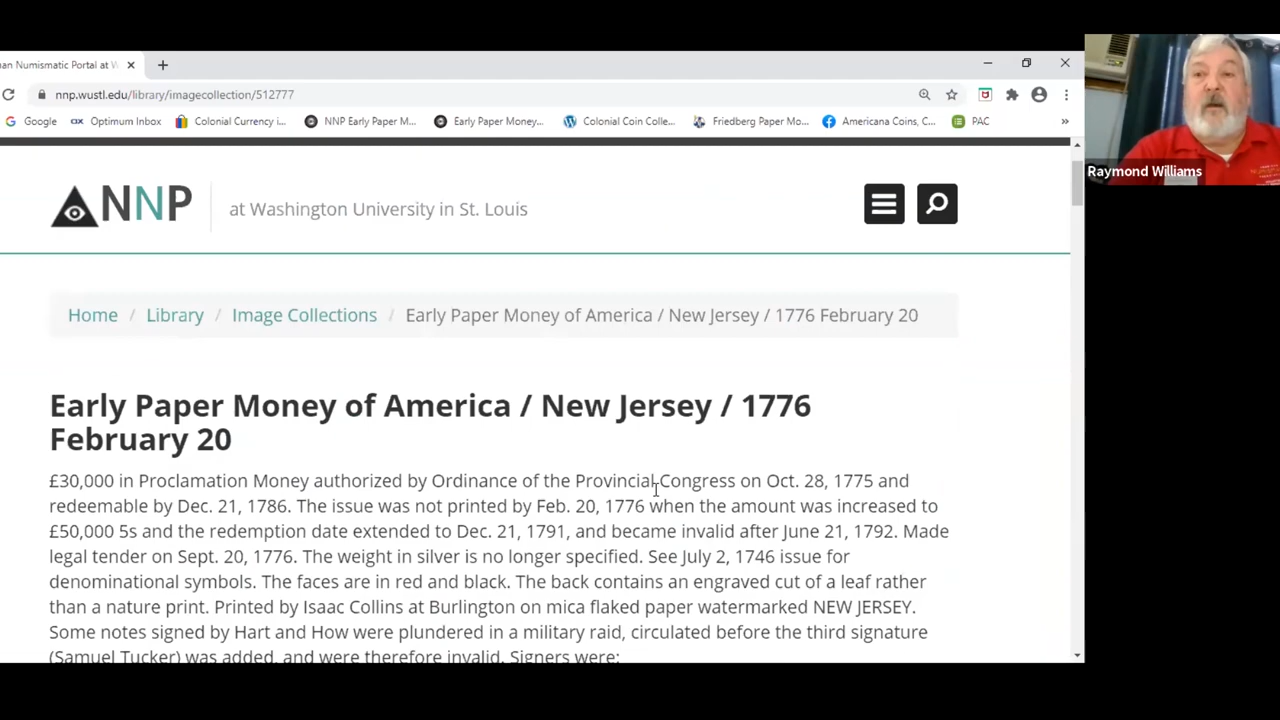 nan Numismatic Portal at W
nnp.wustl.edu/library/imagecollection/512777
Google
Optimum Inbox
Colonial Currency i...
NNP Early Paper M...
Early Paper Money...
Colonial Coin Colle...
Friedberg Paper Mo...
Americana Coins, C...
PAC
»
Raymond Williams
NNP at Washington University in St. Louis
Home / Library / Image Collections / Early Paper Money of America / New Jersey / 1776 February 20
Early Paper Money of America / New Jersey / 1776
February 20
£30,000 in Proclamation Money authorized by Ordinance of the Provincial Congress on Oct. 28, 1775 and
redeemable by Dec. 21, 1786. The issue was not printed by Feb. 20, 1776 when the amount was increased to
£50,000 5s and the redemption date extended to Dec. 21, 1791, and became invalid after June 21, 1792. Made
legal tender on Sept. 20, 1776. The weight in silver is no longer specified. See July 2, 1746 issue for
denominational symbols. The faces are in red and black. The back contains an engraved cut of a leaf rather
than a nature print. Printed by Isaac Collins at Burlington on mica flaked paper watermarked NEW JERSEY.
Some notes signed by Hart and How were plundered in a military raid, circulated before the third signature
(Samuel Tucker) was added, and were therefore invalid. Signers were: